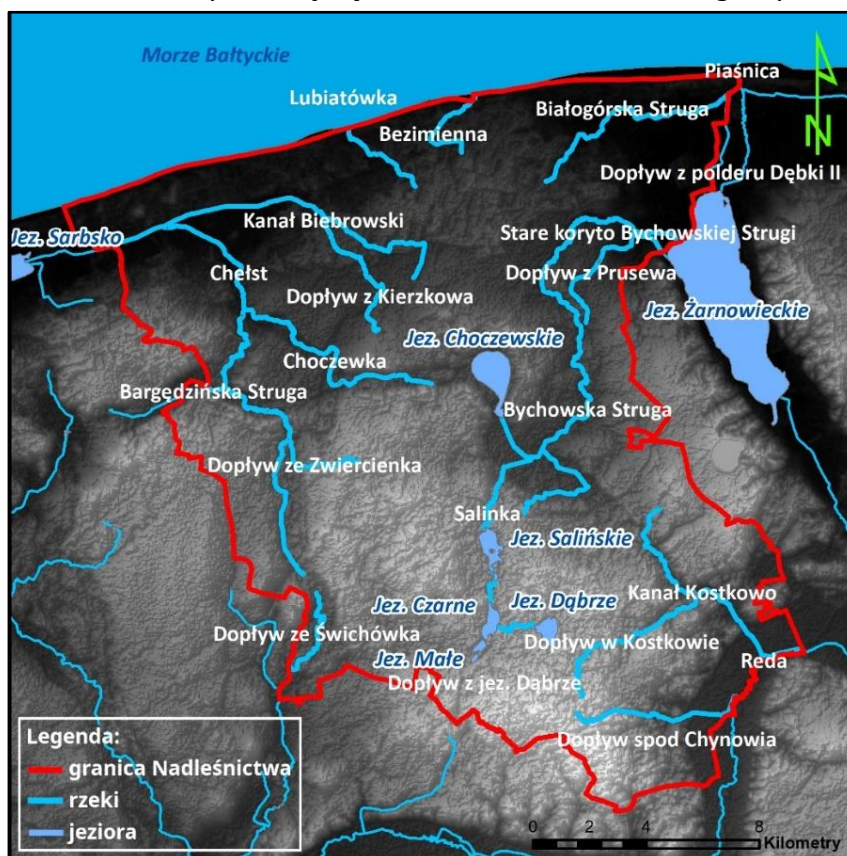 Morze Bałtyckie
Piaśnica
Lubiatówka
Białogórska Struga
Bezimienna
Dopływ z polderu Dębki II
Kanał Biebrowski
Stare koryto Bychowskiej Strugi
Jez. Sarbsko
Chełst
Dopływ z Prusewa
Dopływ z Kierzkowa
Jez. Żarnowieckie
Jez. Choczewskie
Choczewka
Bargędzińska Struga
Bychowska Struga
Dopływ ze Zwiercienka
Salinka
Jez. Salińskie
Kanał Kostkowo
Jez. Czarne
Jez. Dąbrze
Dopływ ze Świchówka
Dopływ w Kostkowie
Jez. Małe
Reda
Dopływ z jez. Dąbrze
Dopływ spod Chynowia
Legenda:
granica Nadleśnictwa
rzeki
jeziora
0 2 4 8
Kilometry
N